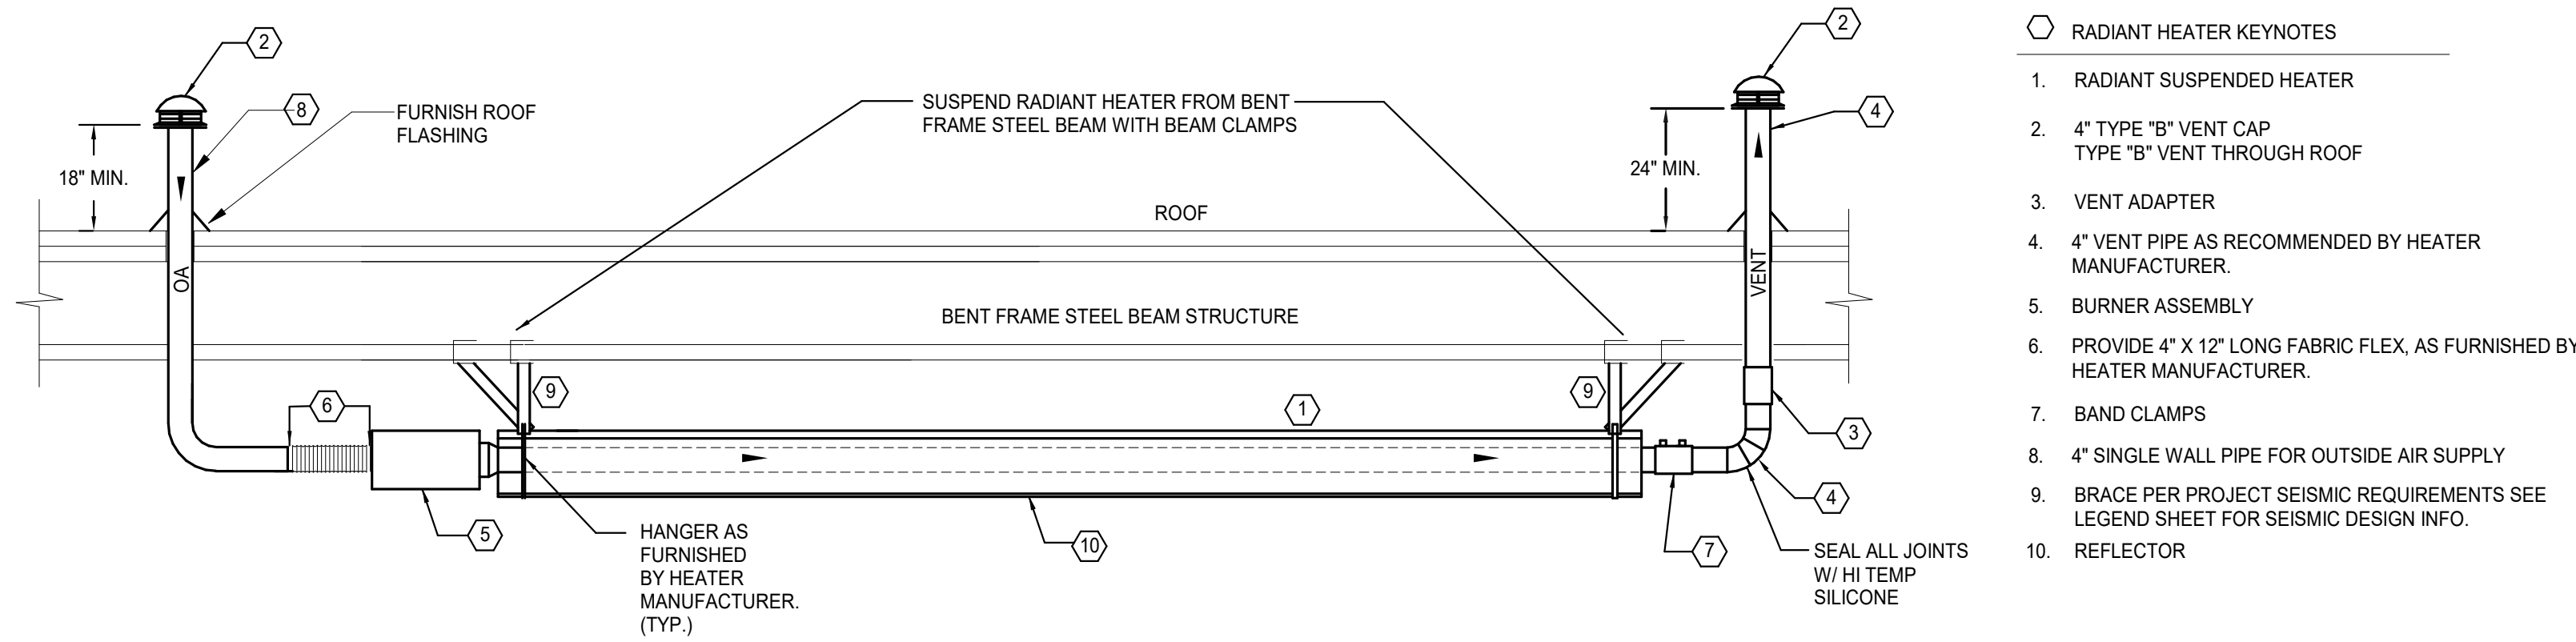 2
8
FURNISH ROOF
FLASHING
18" MIN.
OA
SUSPEND RADIANT HEATER FROM BENT
FRAME STEEL BEAM WITH BEAM CLAMPS
ROOF
BENT FRAME STEEL BEAM STRUCTURE
2
4
24" MIN.
VENT
6
9
1
9
3
5
HANGER AS
FURNISHED
BY HEATER
MANUFACTURER.
(TYP.)
10
7
4
SEAL ALL JOINTS
W/ HI TEMP
SILICONE
RADIANT HEATER KEYNOTES
1. RADIANT SUSPENDED HEATER
2. 4" TYPE "B" VENT CAP
TYPE "B" VENT THROUGH ROOF
3. VENT ADAPTER
4. 4" VENT PIPE AS RECOMMENDED BY HEATER
MANUFACTURER.
5. BURNER ASSEMBLY
6. PROVIDE 4" X 12" LONG FABRIC FLEX, AS FURNISHED BY
HEATER MANUFACTURER.
7. BAND CLAMPS
8. 4" SINGLE WALL PIPE FOR OUTSIDE AIR SUPPLY
9. BRACE PER PROJECT SEISMIC REQUIREMENTS SEE
LEGEND SHEET FOR SEISMIC DESIGN INFO.
10. REFLECTOR